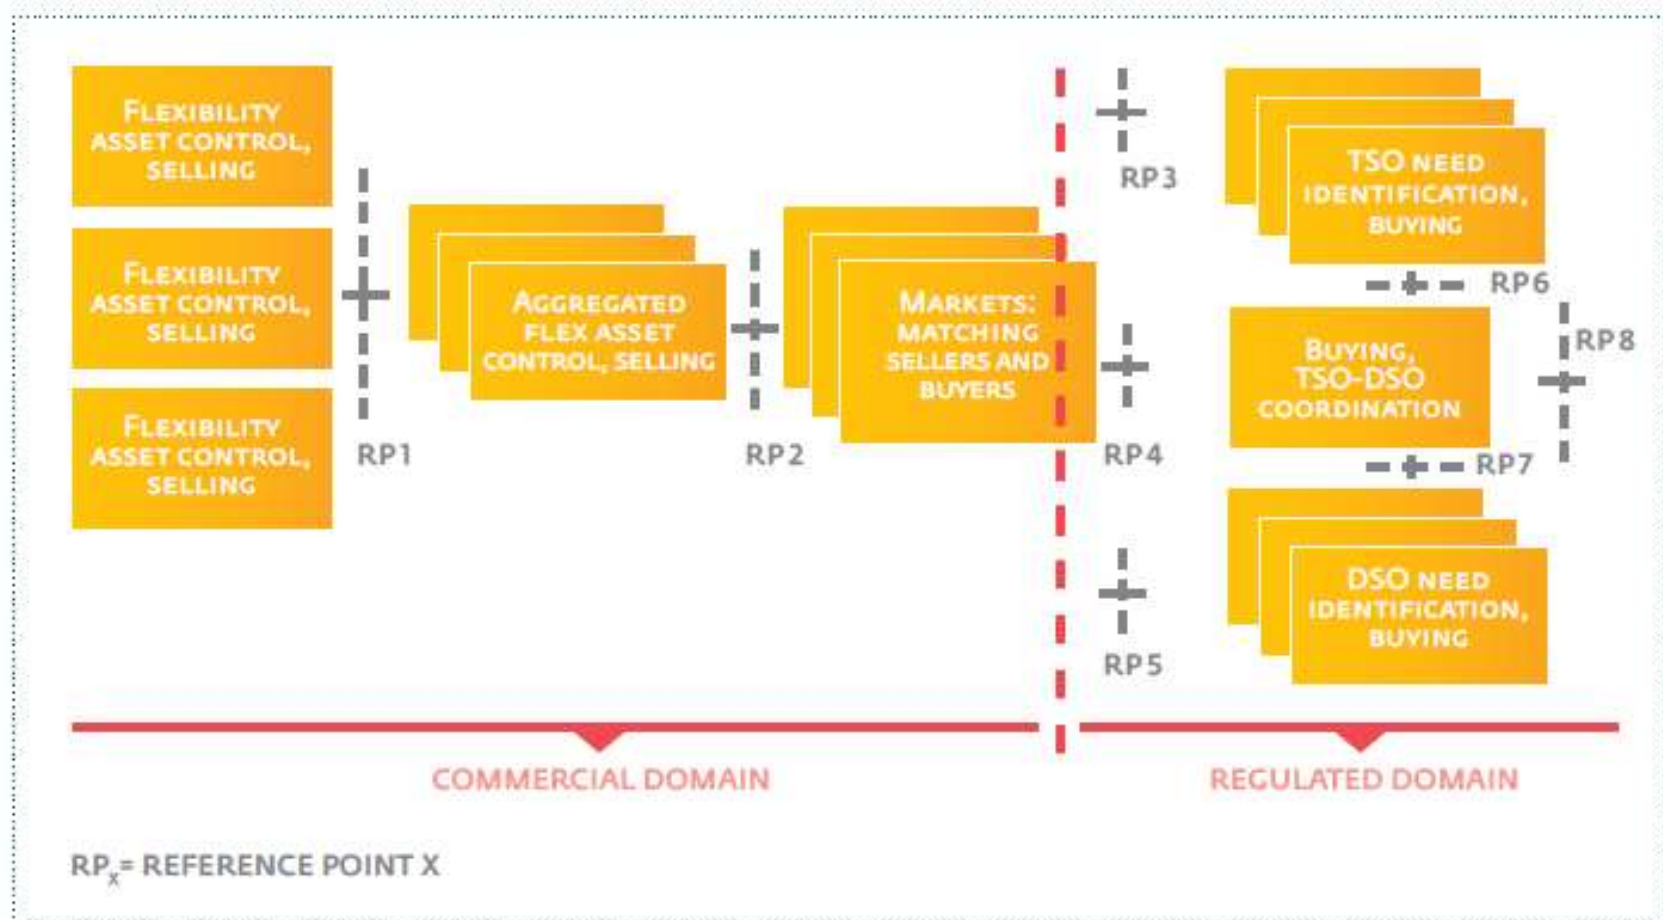 FLEXIBILITY
ASSET CONTROL,
SELLING
FLEXIBILITY
ASSET CONTROL,
SELLING
FLEXIBILITY
ASSET CONTROL,
SELLING
RP1
AGGREGATED
FLEX ASSET
CONTROL, SELLING
RP2
MARKETS:
MATCHING
SELLERS AND
BUYERS
RP3
RP4
RP5
TSO NEED
IDENTIFICATION,
BUYING
RP6
BUYING,
TSO-DSO
COORDINATION
RP8
RP7
DSO NEED
IDENTIFICATION,
BUYING
COMMERCIAL DOMAIN
REGULATED DOMAIN
RPx= REFERENCE POINT X